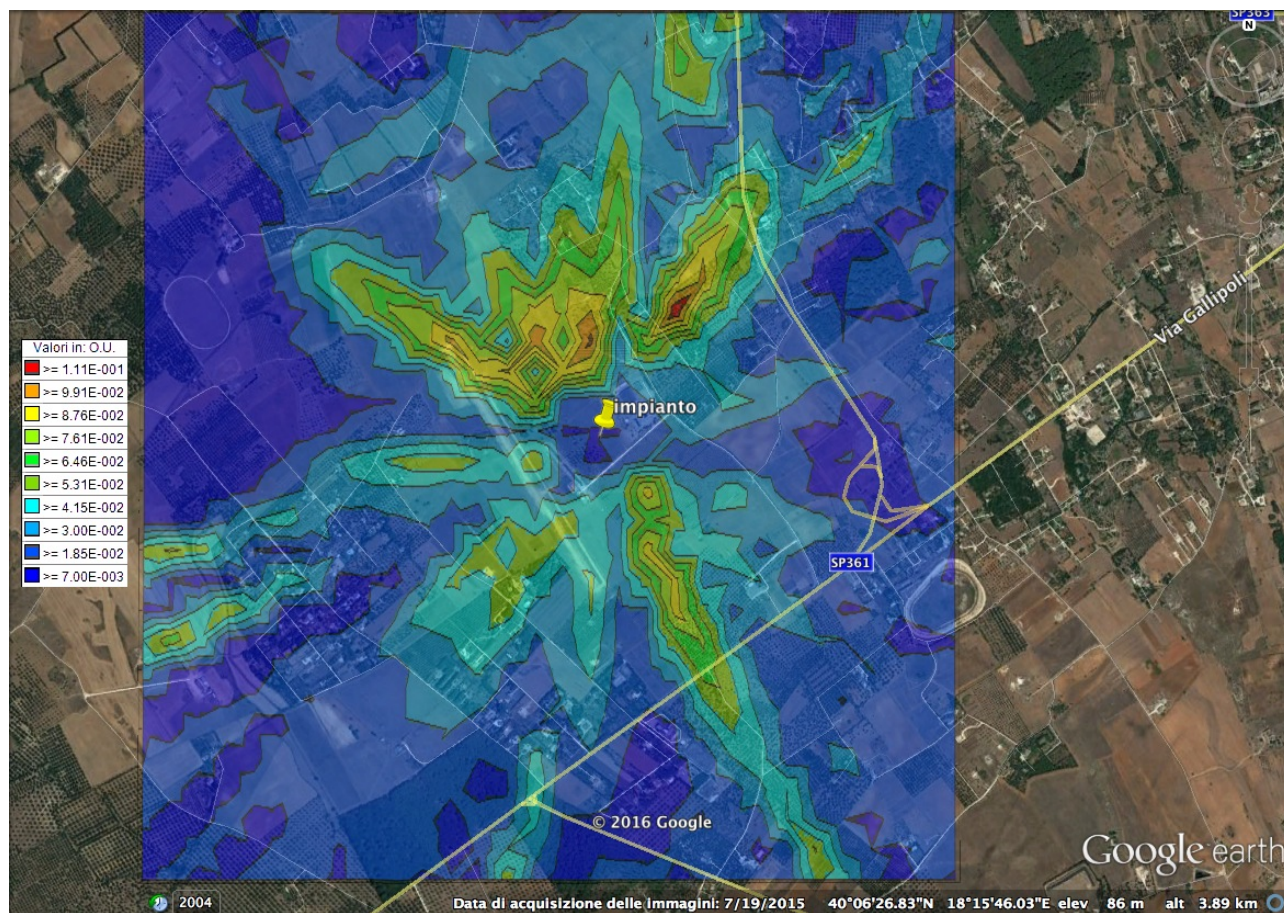 SP363
N
Via Gallipoli
Valori in: O.U.
>= 1.11E-001
>= 9.91E-002
>= 8.76E-002
>= 7.61E-002
>= 6.46E-002
>= 5.31E-002
>= 4.15E-002
>= 3.00E-002
>= 1.85E-002
>= 7.00E-003
impianto
SP361
© 2016 Google
Google earth
2004
Data di acquisizione delle immagini: 7/19/2015 40°06'26.83"N 18°15'46.03"E elev 86 m alt 3.89 km